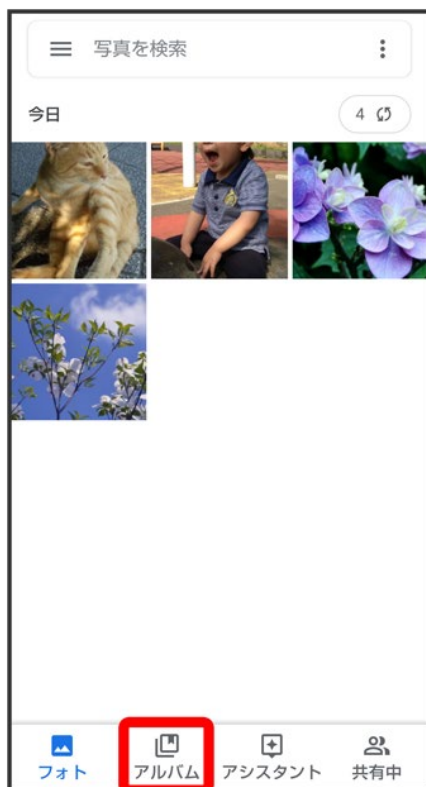 写真を検索
今日
4
フォト
アルバム
アシスタント
共有中